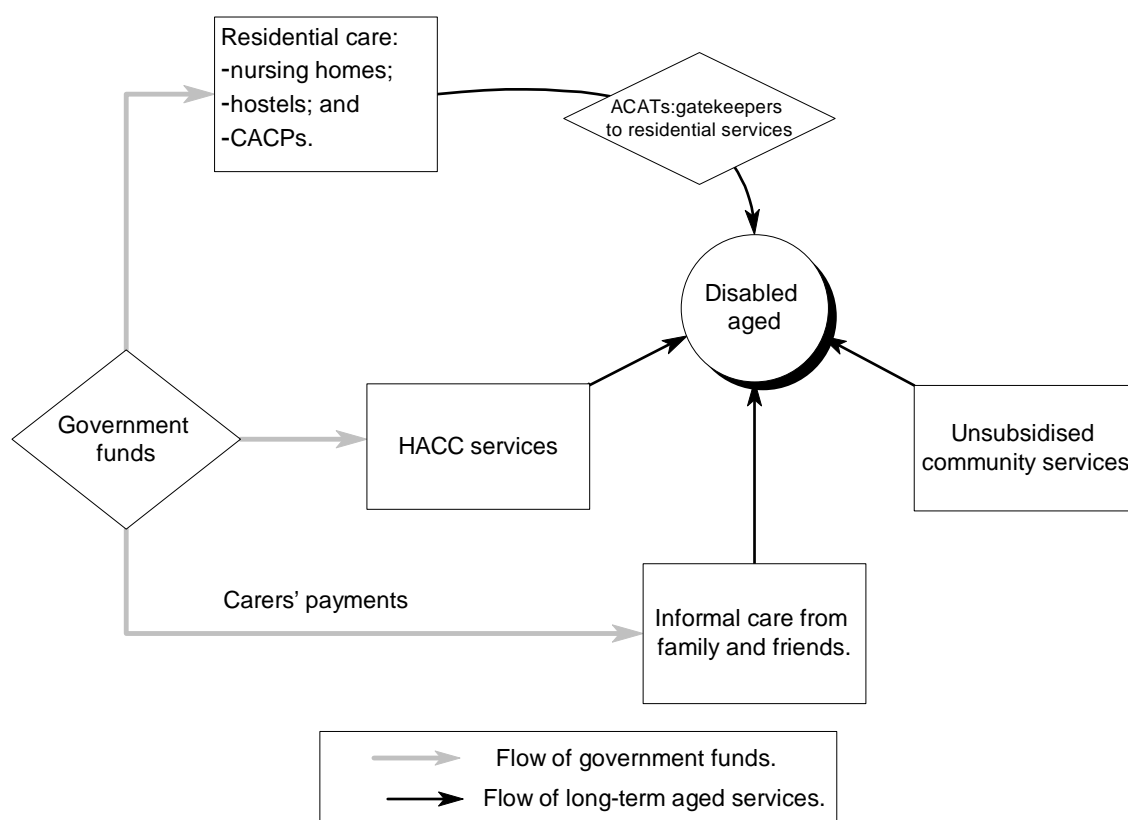 Residential care:
-nursing homes;
-hostels; and
-CACPs.
ACATs:gatekeepers
to residential services
Disabled
aged
Government
funds
HACC services
Unsubsidised
community services
Carers’ payments
Informal care from
family and friends.
Flow of government funds.
Flow of long-term aged services.